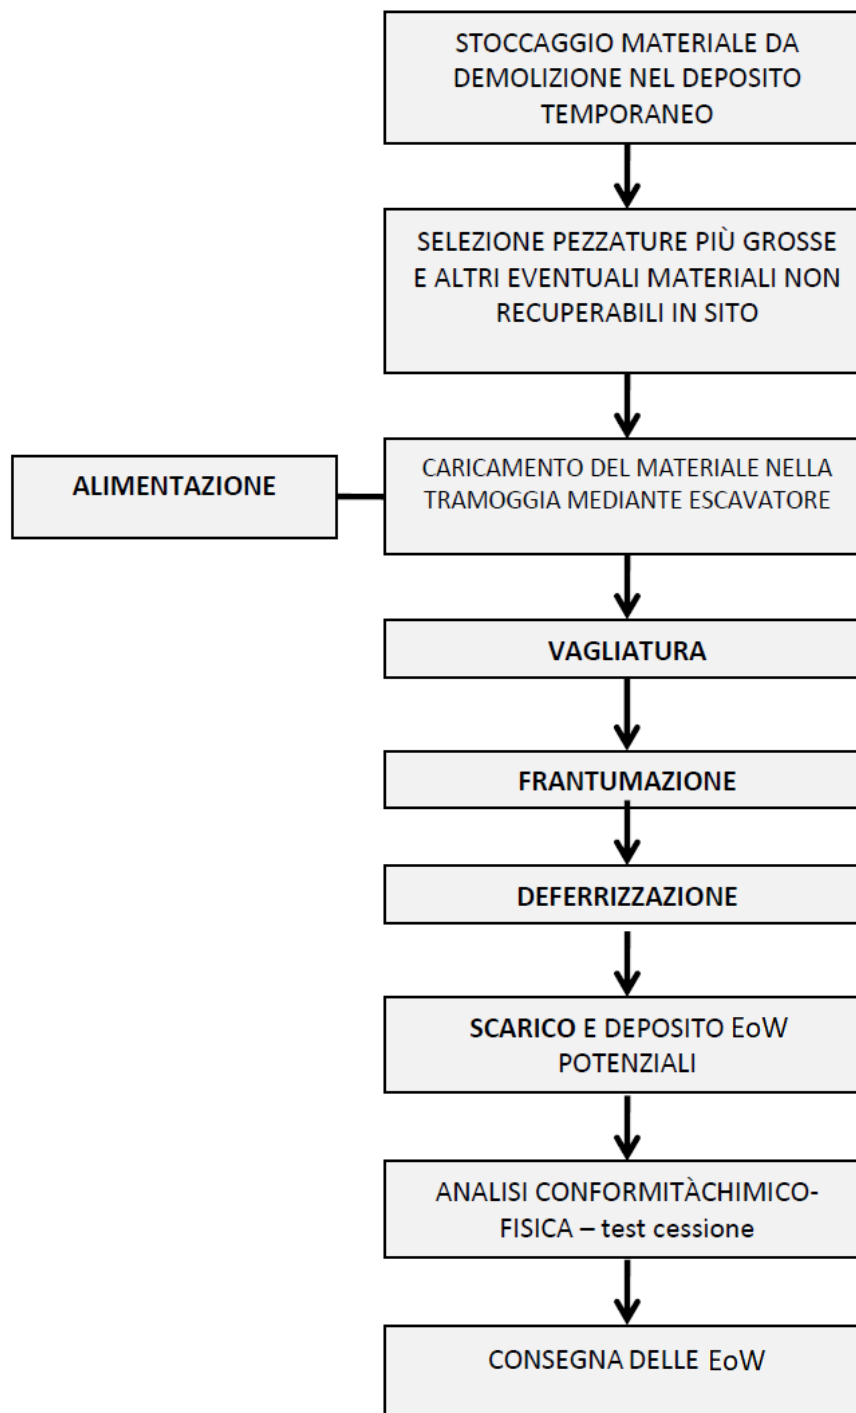 STOCCAGGIO MATERIALE DA
DEMOLIZIONE NEL DEPOSITO
TEMPORANEO
SELEZIONE PEZZATURE PIÙ GROSSE
E ALTRI EVENTUALI MATERIALI NON
RECUPERABILI IN SITO
ALIMENTAZIONE
CARICAMENTO DEL MATERIALE NELLA
TRAMOGGIA MEDIANTE ESCAVATORE
VAGLIATURA
FRANTUMAZIONE
DEFERRIZZAZIONE
SCARICO E DEPOSITO EoW
POTENZIALI
ANALISI CONFORMITÀCHIMICO-
FISICA – test cessione
CONSEGNA DELLE EoW